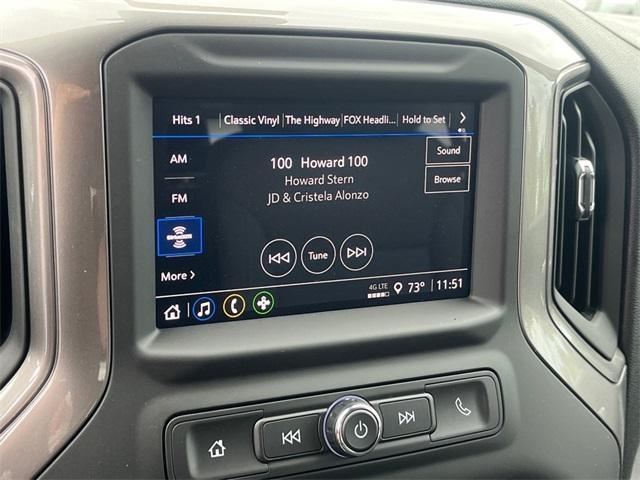 Hits 1 Classic Vinyl The Highway FOX Headli... Hold to Set
AM
100 Howard 100
Sound
Howard Stern
FM
JD & Cristela Alonzo
Browse
Tune
More
4G LTE
73° 11:51